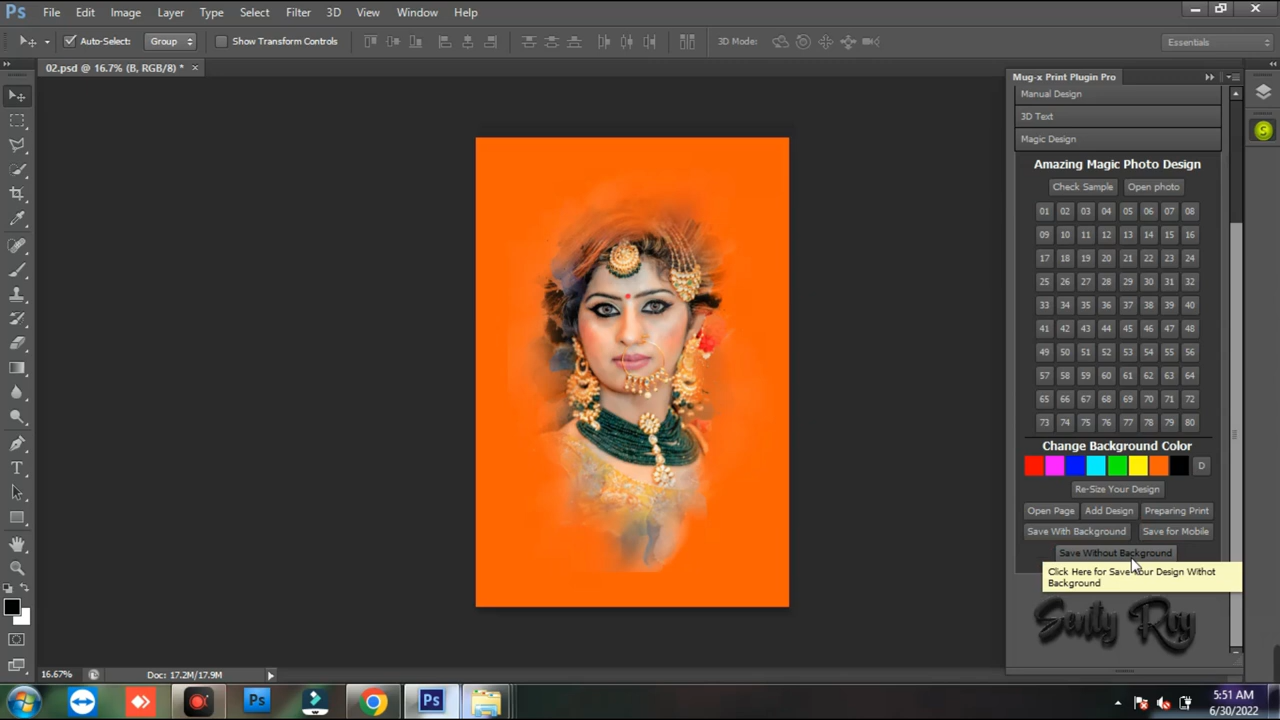 Ps File Edit Image Layer Type Select Filter 3D View Window Help
Auto-Select: Group Show Transform Controls 3D Mode: Essentials
02.psd @ 16.7% (B, RGB/8) * ×
Mug-x Print Plugin Pro
Manual Design
3D Text
Magic Design
Amazing Magic Photo Design
Check Sample Open photo
01 02 03 04 05 06 07 08
09 10 11 12 13 14 15 16
17 18 19 20 21 22 23 24
25 26 27 28 29 30 31 32
33 34 35 36 37 38 39 40
41 42 43 44 45 46 47 48
49 50 51 52 53 54 55 56
57 58 59 60 61 62 63 64
65 66 67 68 69 70 71 72
73 74 75 76 77 78 79 80
Change Background Color
D
Re-Size Your Design
Open Page Add Design Preparing Print
Save With Background Save for Mobile
Save Without Background
Click Here for Save Your Design Withot
Background
Senty Roy
16.67% Doc: 17.2M/17.9M
Ps Ps
5:51 AM
6/30/2022